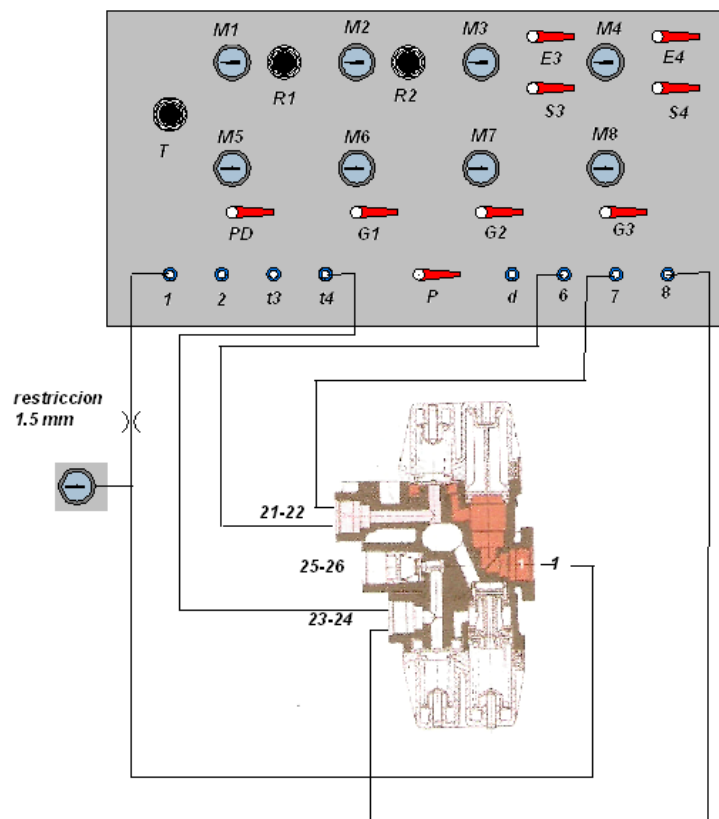 M1 M2 M3 M4
E3 E4
R1 R2
S3 S4
T
M5 M6 M7 M8
PD G1 G2 G3
1 2 t3 t4 P d 6 7 8
restriccion
1.5 mm
21-22
25-26
1 1
23-24